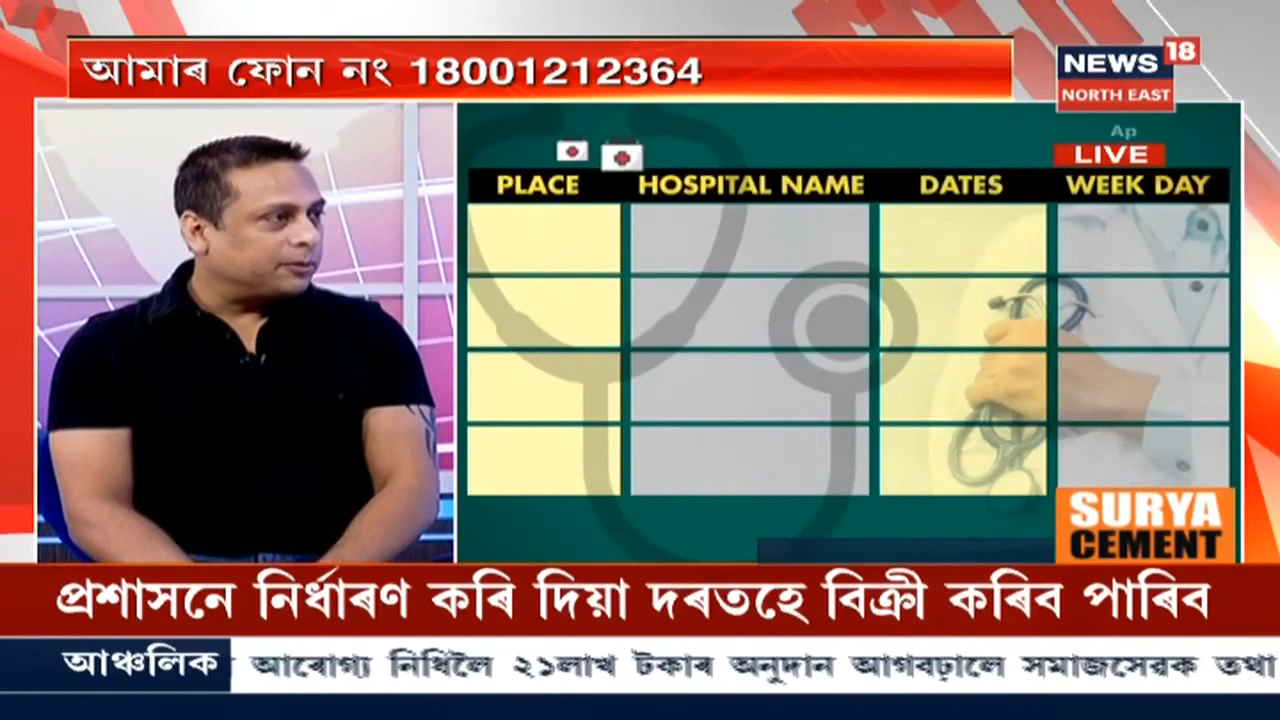 আমাৰ ফোন নং 18001212364
NEWS 18
NORTH EAST
Ap
LIVE
PLACE HOSPITAL NAME DATES WEEK DAY
SURYA
CEMENT
প্ৰশাসনে নিৰ্ধাৰণ কৰি দিয়া দৰতহে বিক্ৰী কৰিব পাৰিব
আঞ্চলিক আৰোগ্য নিধিলৈ ২১লাখ টকাৰ অনুদান আগবঢ়ালে সমাজসেৱক তথা